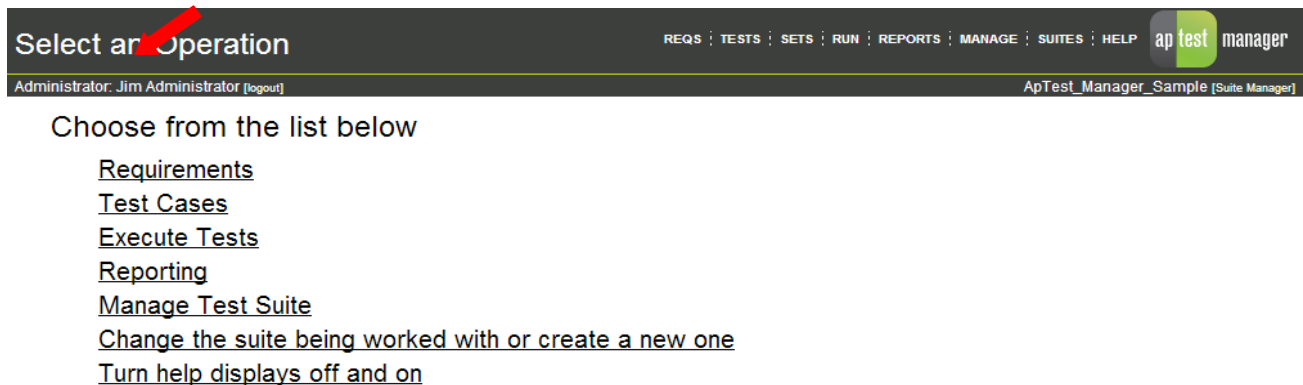 Select an Operation
REQS TESTS SETS RUN REPORTS MANAGE SUITES HELP ap test manager
Administrator: Jim Administrator [logout]
ApTest_Manager_Sample [Suite Manager]
Choose from the list below
Requirements
Test Cases
Execute Tests
Reporting
Manage Test Suite
Change the suite being worked with or create a new one
Turn help displays off and on